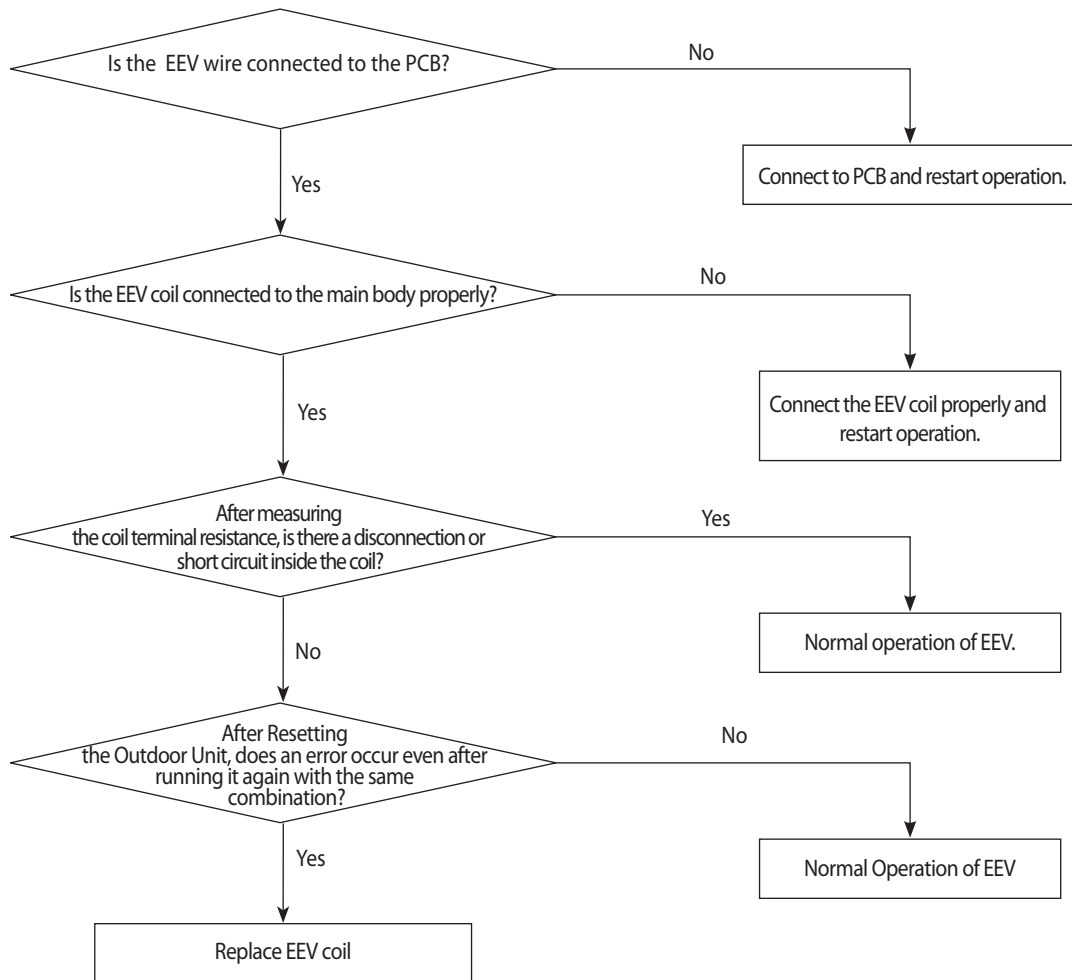 Is the EEV wire connected to the PCB?
No
Connect to PCB and restart operation.
Yes
Is the EEV coil connected to the main body properly?
No
Connect the EEV coil properly and
restart operation.
Yes
After measuring
the coil terminal resistance, is there a disconnection or
short circuit inside the coil?
Yes
Normal operation of EEV.
No
After Resetting
the Outdoor Unit, does an error occur even after
running it again with the same
combination?
No
Normal Operation of EEV
Yes
Replace EEV coil